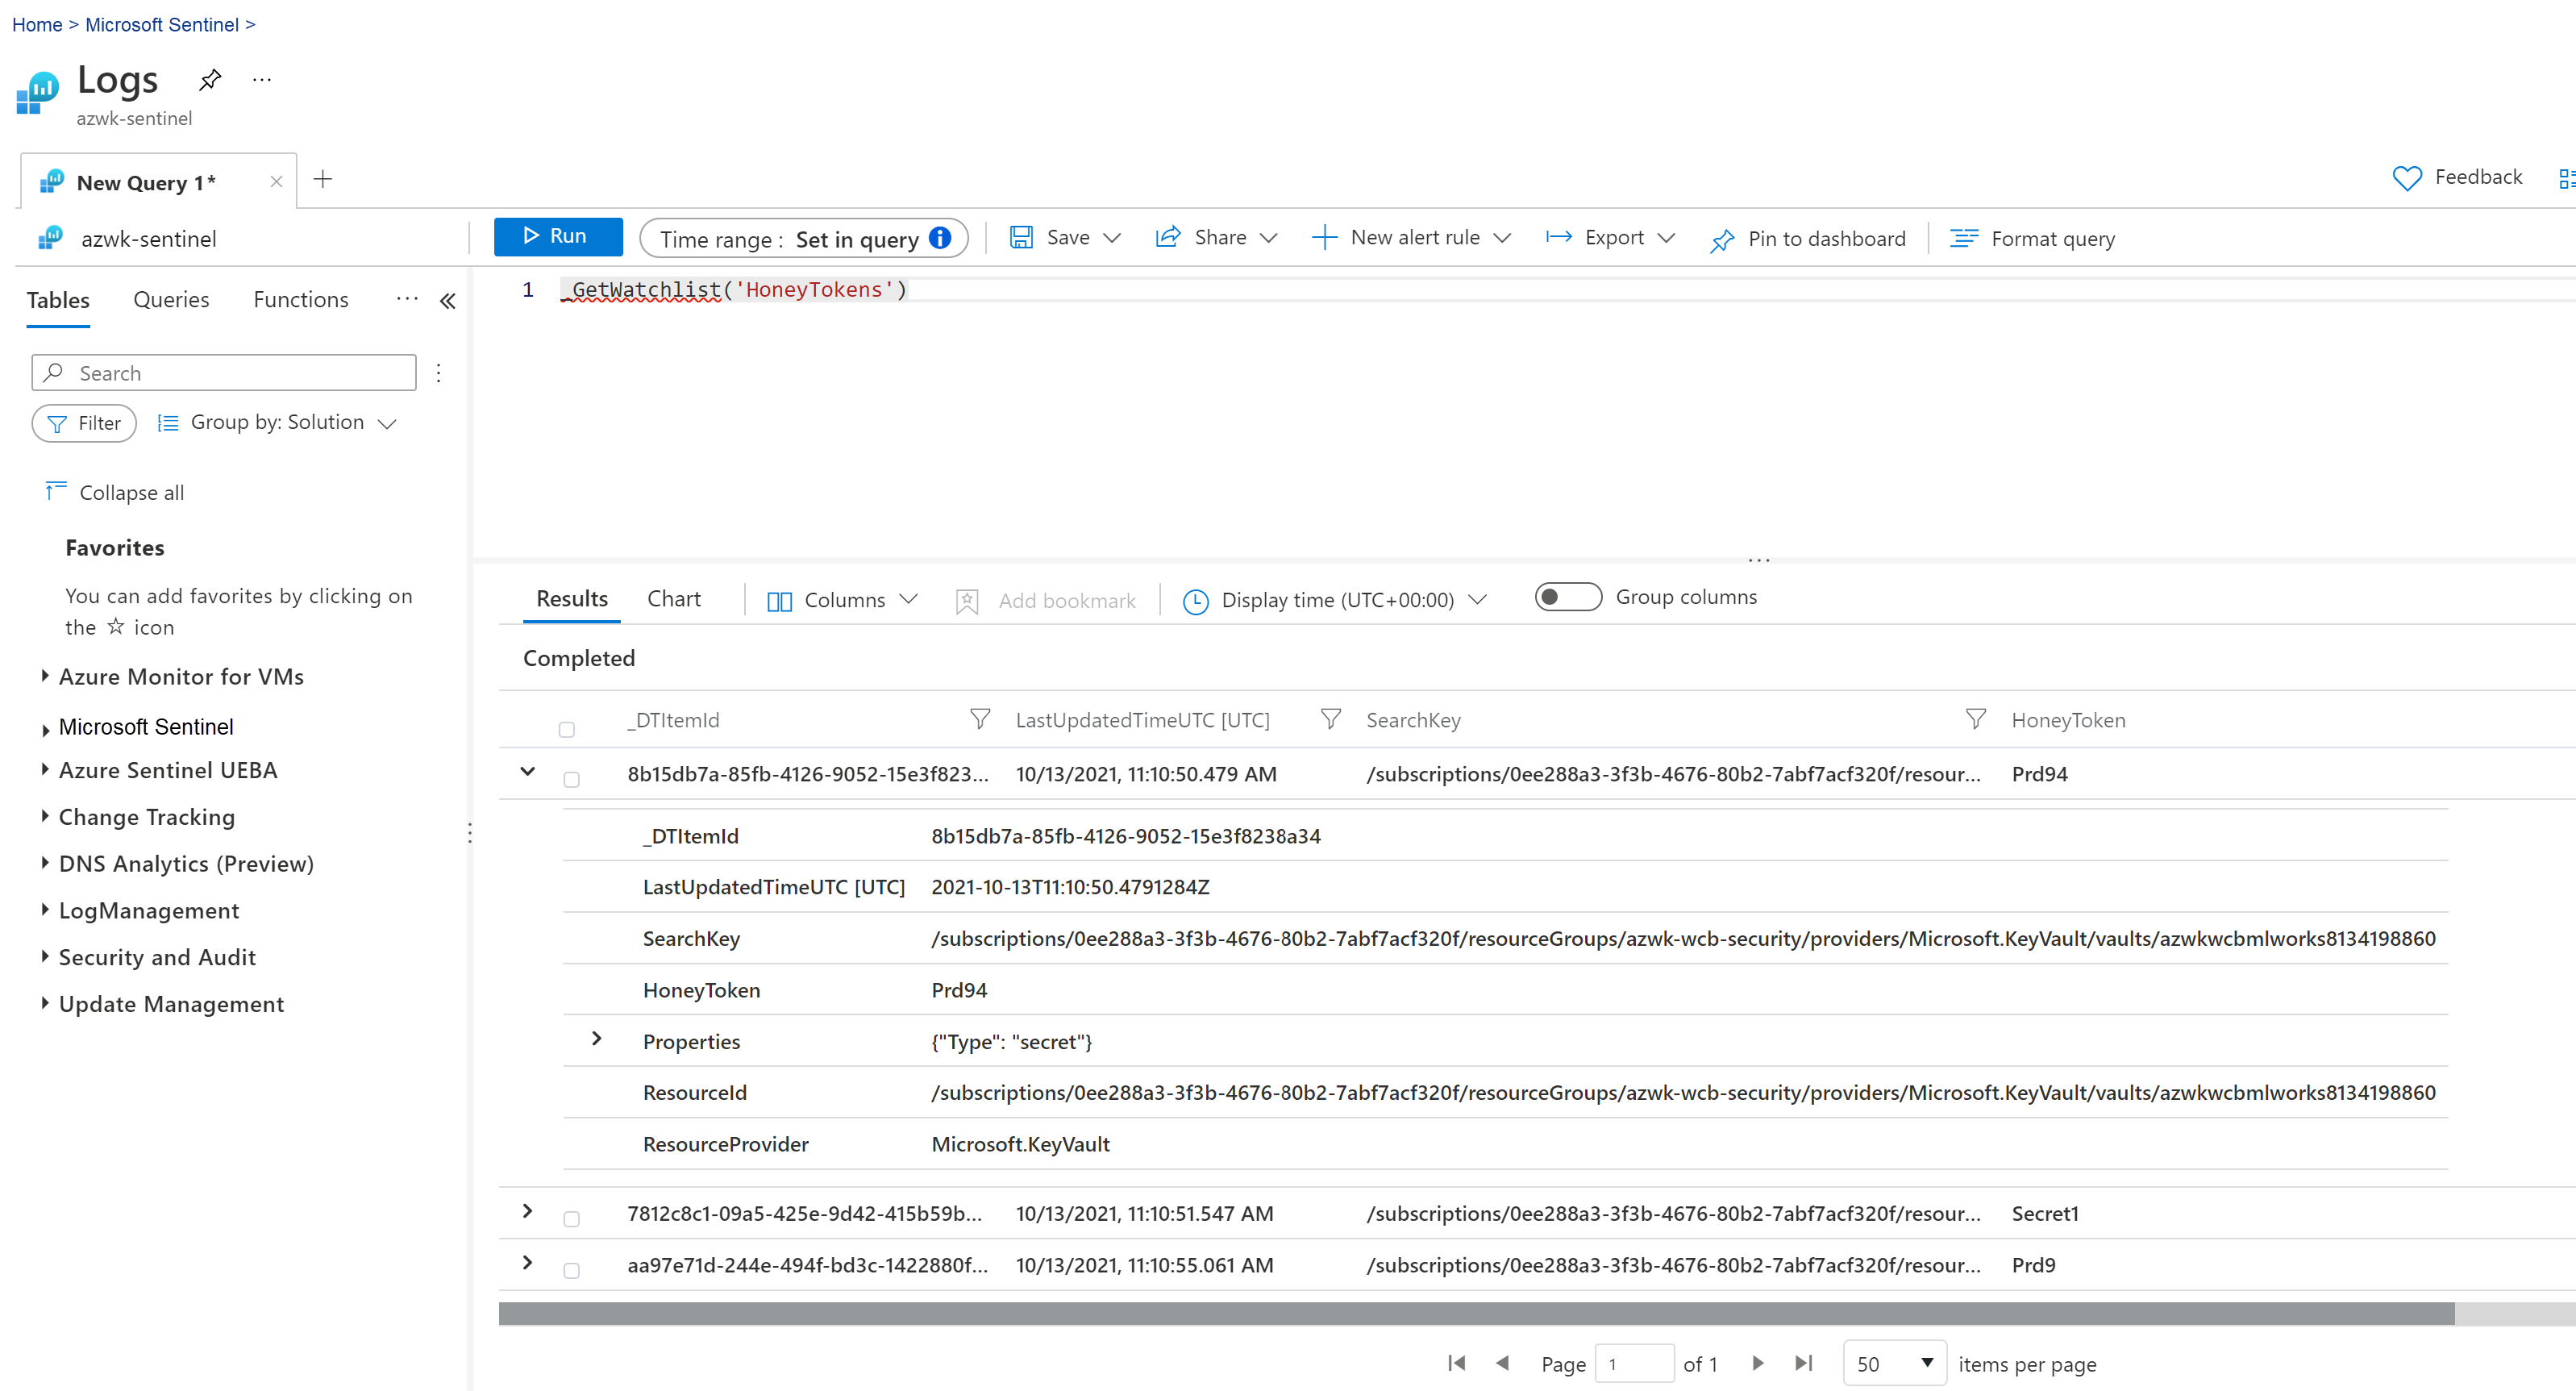 Home > Microsoft Sentinel >
Logs ...
azwk-sentinel
New Query 1*
Feedback
azwk-sentinel
Run
Time range : Set in query
Save
Share
New alert rule
Export
Pin to dashboard
Format query
Tables
Queries
Functions
...
1 _GetWatchlist('HoneyTokens')
Search
Filter
Group by: Solution
Collapse all
Favorites
You can add favorites by clicking on
the ☆ icon
Azure Monitor for VMs
Microsoft Sentinel
Azure Sentinel UEBA
Change Tracking
DNS Analytics (Preview)
LogManagement
Security and Audit
Update Management
Results
Chart
Columns
Add bookmark
Display time (UTC+00:00)
Group columns
Completed
_DTItemId LastUpdatedTimeUTC [UTC] SearchKey HoneyToken
8b15db7a-85fb-4126-9052-15e3f823... 10/13/2021, 11:10:50.479 AM /subscriptions/0ee288a3-3f3b-4676-80b2-7abf7acf320f/resour... Prd94
_DTItemId 8b15db7a-85fb-4126-9052-15e3f8238a34
LastUpdatedTimeUTC [UTC] 2021-10-13T11:10:50.4791284Z
SearchKey /subscriptions/0ee288a3-3f3b-4676-80b2-7abf7acf320f/resourceGroups/azwk-wcb-security/providers/Microsoft.KeyVault/vaults/azwkwcbmlworks8134198860
HoneyToken Prd94
Properties {"Type": "secret"}
ResourceId /subscriptions/0ee288a3-3f3b-4676-80b2-7abf7acf320f/resourceGroups/azwk-wcb-security/providers/Microsoft.KeyVault/vaults/azwkwcbmlworks8134198860
ResourceProvider Microsoft.KeyVault
7812c8c1-09a5-425e-9d42-415b59b... 10/13/2021, 11:10:51.547 AM /subscriptions/0ee288a3-3f3b-4676-80b2-7abf7acf320f/resour... Secret1
aa97e71d-244e-494f-bd3c-1422880f... 10/13/2021, 11:10:55.061 AM /subscriptions/0ee288a3-3f3b-4676-80b2-7abf7acf320f/resour... Prd9
Page 1 of 1 50 items per page